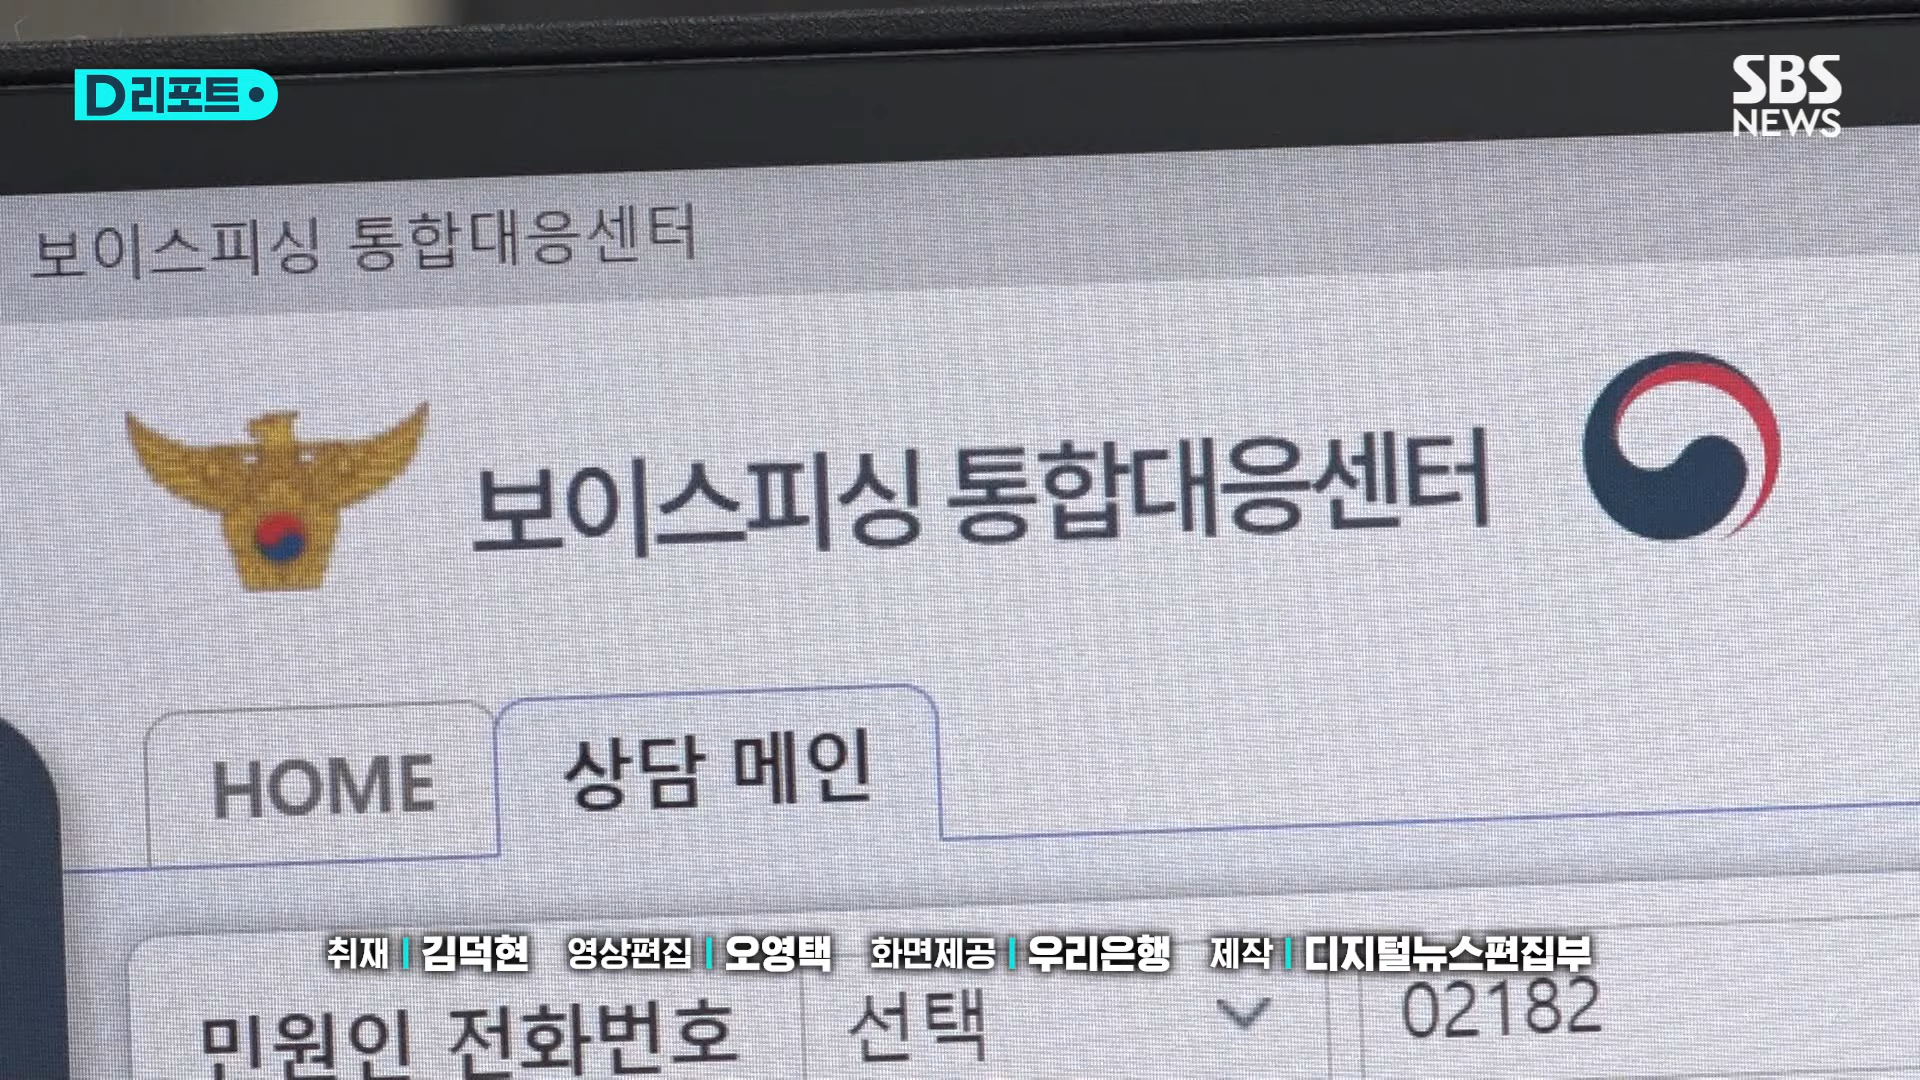 D리포트
SBS
NEWS
보이스피싱 통합대응센터
보이스피싱 통합대응센터
HOME
상담 메인
취재 | 김덕현 영상편집 | 오영택 화면제공 | 우리은행 제작 | 디지털뉴스편집부
민원인 전화번호
선택
02182